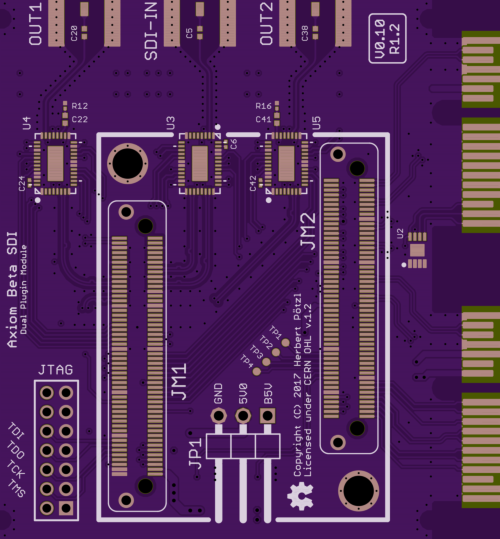 OUT1
C20
SDI-IN
C5
OUT2
C38
V0.10
R1.2
R12
C22
R16
C41
U4
U3
C6
U5
C24
C42
U2
JM2
Axiom Beta SDI
Dual Plugin Module
TP1
TP2
TP3
TP4
JM1
JTAG
GND
5V0
B5V
TDI
TDO
TCK
TMS
JP1
Copyright (C) 2017 Herbert Pötzl
Licensed under CERN OHL v.1.2